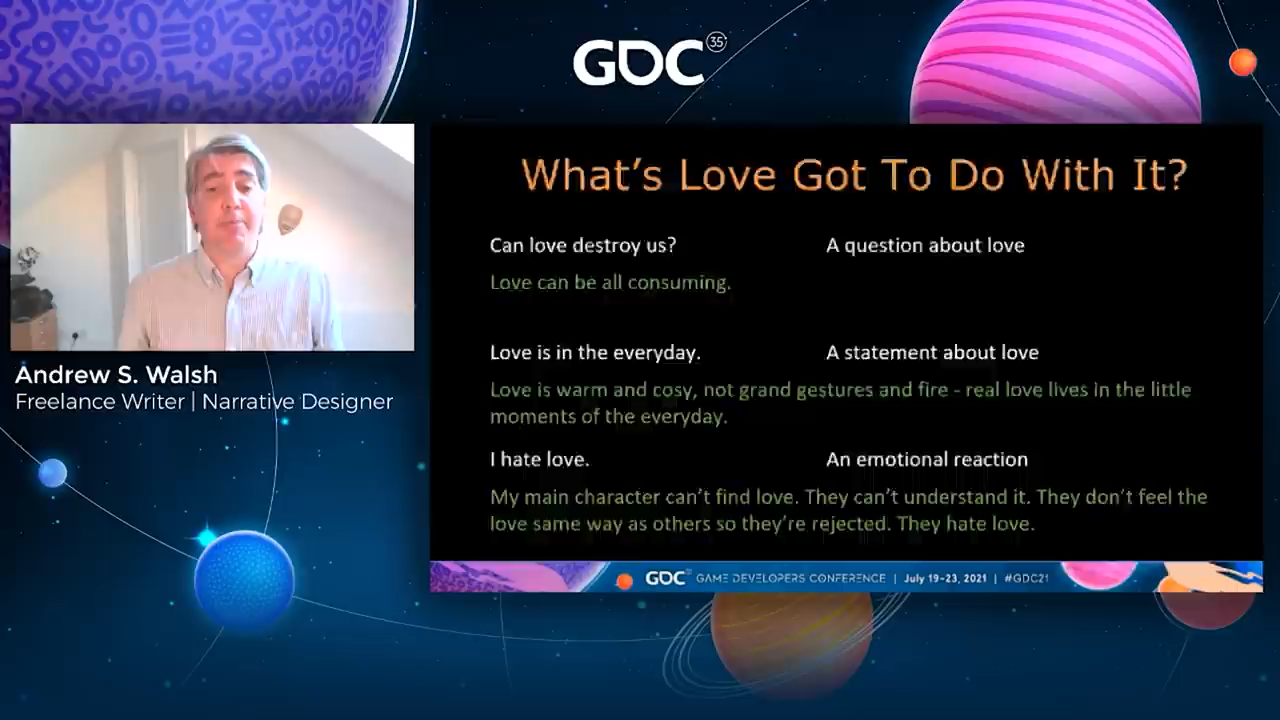 GDC 35
What's Love Got To Do With It?
Can love destroy us? A question about love
Love can be all consuming.
Love is in the everyday. A statement about love
Love is warm and cosy, not grand gestures and fire - real love lives in the little
moments of the everyday.
I hate love. An emotional reaction
My main character can't find love. They can't understand it. They don't feel the
love same way as others so they're rejected. They hate love.
Andrew S. Walsh
Freelance Writer | Narrative Designer
GDC GAME DEVELOPERS CONFERENCE | July 19-23, 2021 | #GDC21